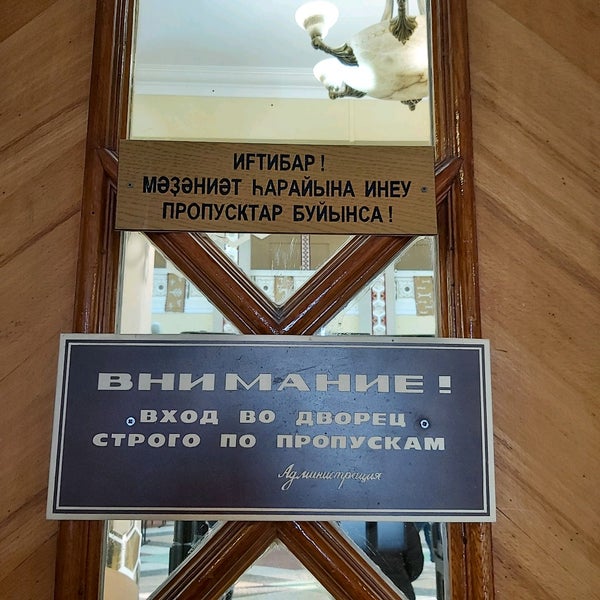 ИҒТИБАР!
МӘҘӘНИӘТ ҺАРАЙЫНА ИНЕҮ
ПРОПУСКТАР БУЙЫНСА!
ВНИМАНИЕ!
ВХОД ВО ДВОРЕЦ
СТРОГО ПО ПРОПУСКАМ
Администрация